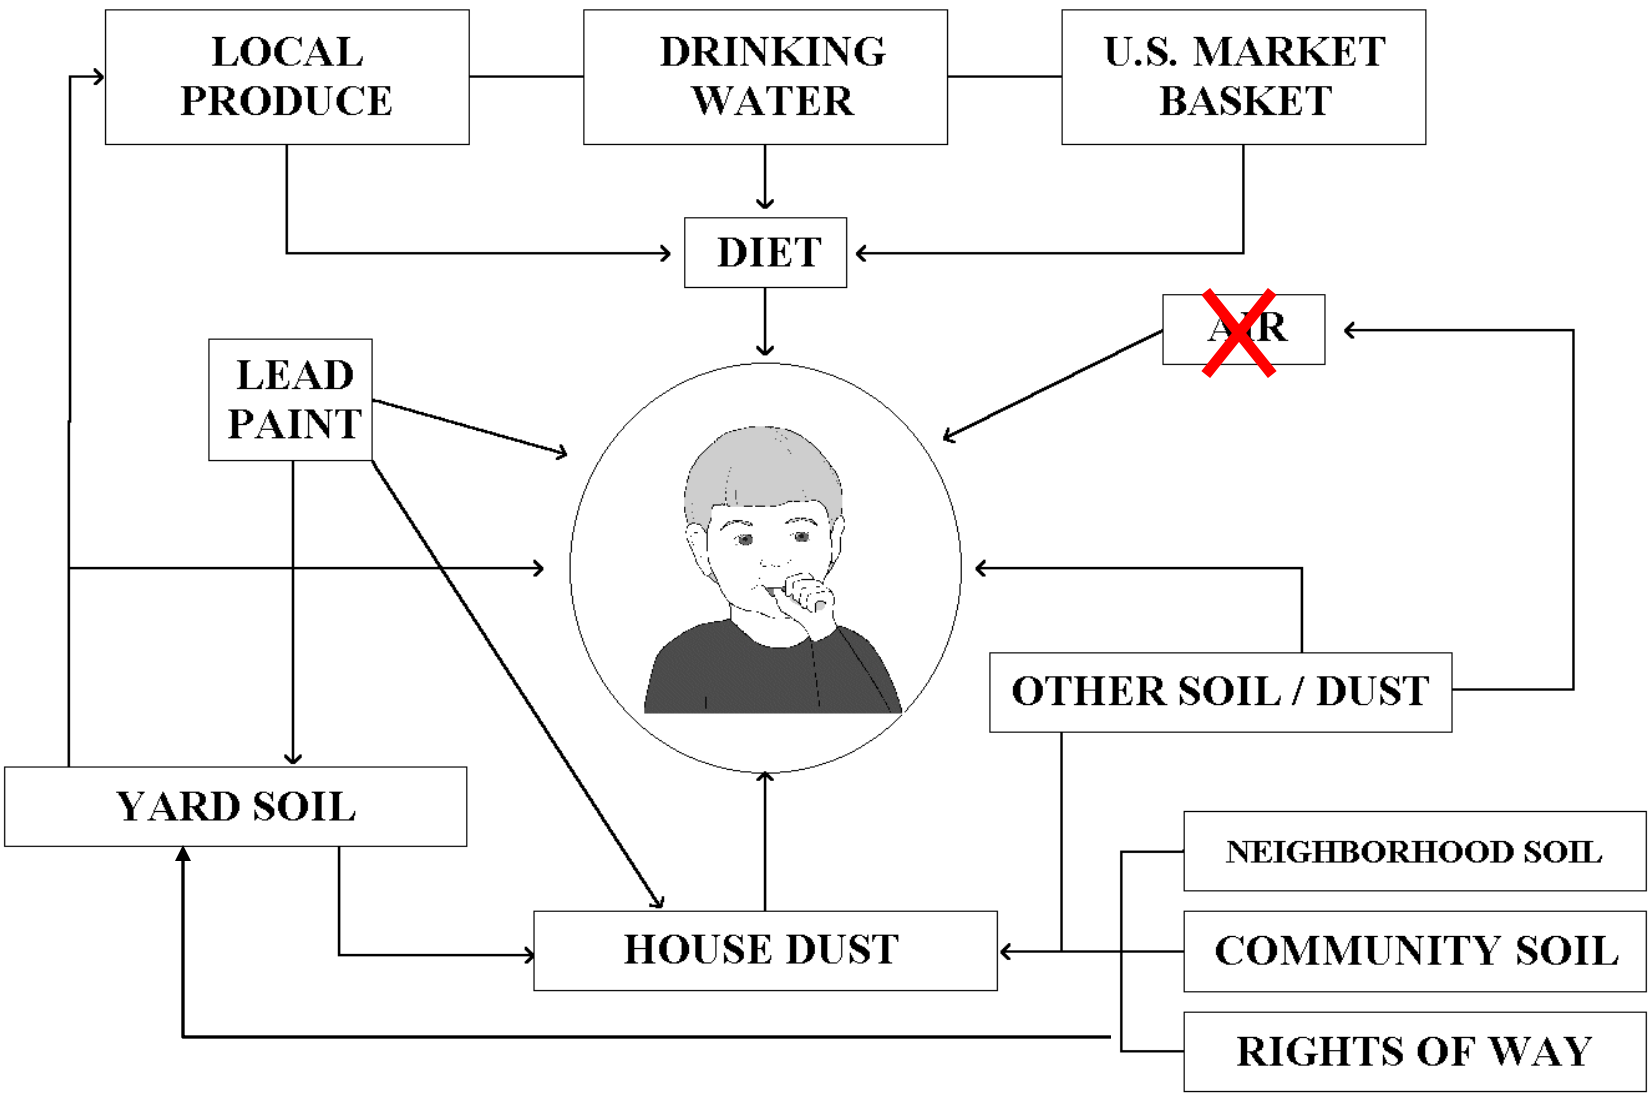 LOCAL
PRODUCE
DRINKING
WATER
U.S. MARKET
BASKET
DIET
AIR
LEAD
PAINT
OTHER SOIL / DUST
YARD SOIL
NEIGHBORHOOD SOIL
HOUSE DUST
COMMUNITY SOIL
RIGHTS OF WAY